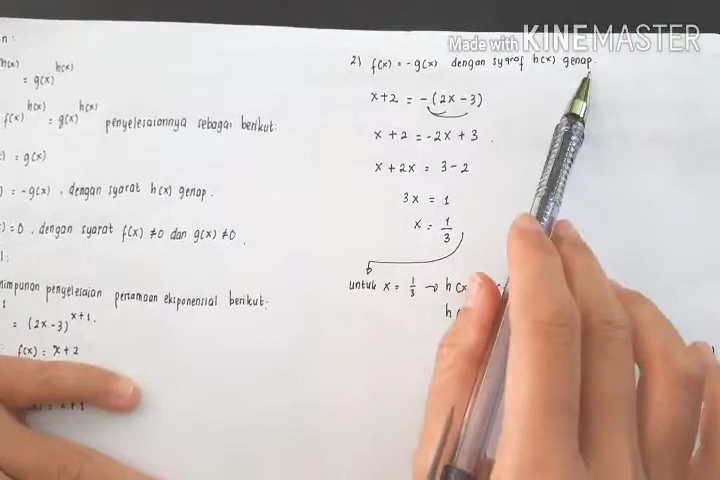 n:
h(x)
= g(x) h(x)
f(x) h(x) = g(x) h(x) penyelesaiannya sebagai berikut:
) = g(x)
) = -g(x) , dengan syarat h(x) genap.
) = 0 , dengan syarat f(x) ≠ 0 dan g(x) ≠ 0
l:
himpunan penyelesaian persamaan eksponensial berikut:
= (2x-3)^x+1.
f(x) = x+2
Made with KINEMASTER
2) f(x) = -g(x) dengan syaraf h(x) genap.
x+2 = -(2x-3)
x+2 = -2x+3 .
x+2x = 3-2
3x = 1
x = 1/3
untuk x = 1/3 → h(x)
h